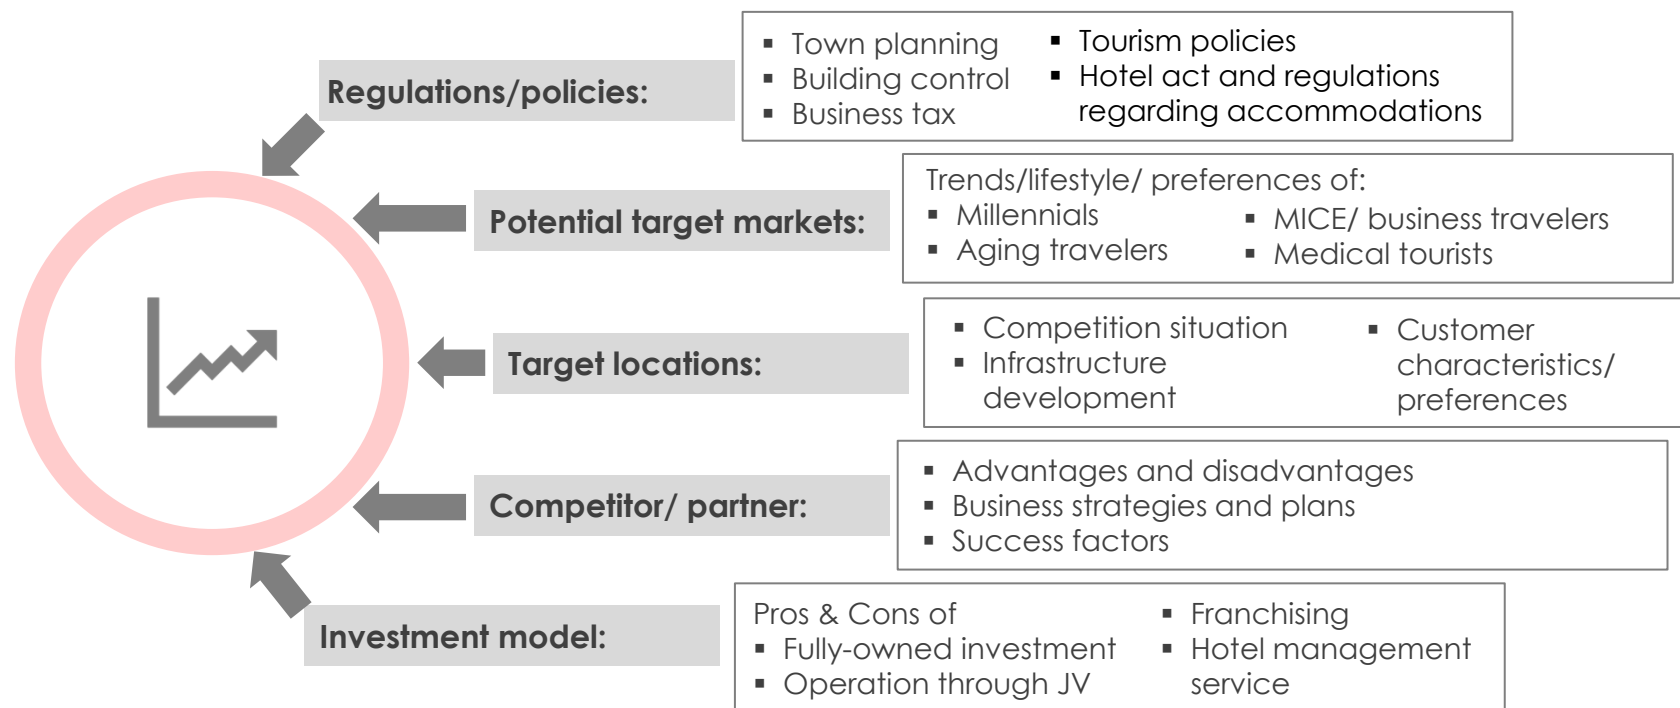 Regulations/policies:
▪ Town planning
▪ Building control
▪ Business tax
▪ Tourism policies
▪ Hotel act and regulations
regarding accommodations
Potential target markets:
Trends/lifestyle/ preferences of:
▪ Millennials
▪ Aging travelers
▪ MICE/ business travelers
▪ Medical tourists
Target locations:
▪ Competition situation
▪ Infrastructure
development
▪ Customer
characteristics/
preferences
Competitor/ partner:
▪ Advantages and disadvantages
▪ Business strategies and plans
▪ Success factors
Investment model:
Pros & Cons of
▪ Fully-owned investment
▪ Operation through JV
▪ Franchising
▪ Hotel management
service